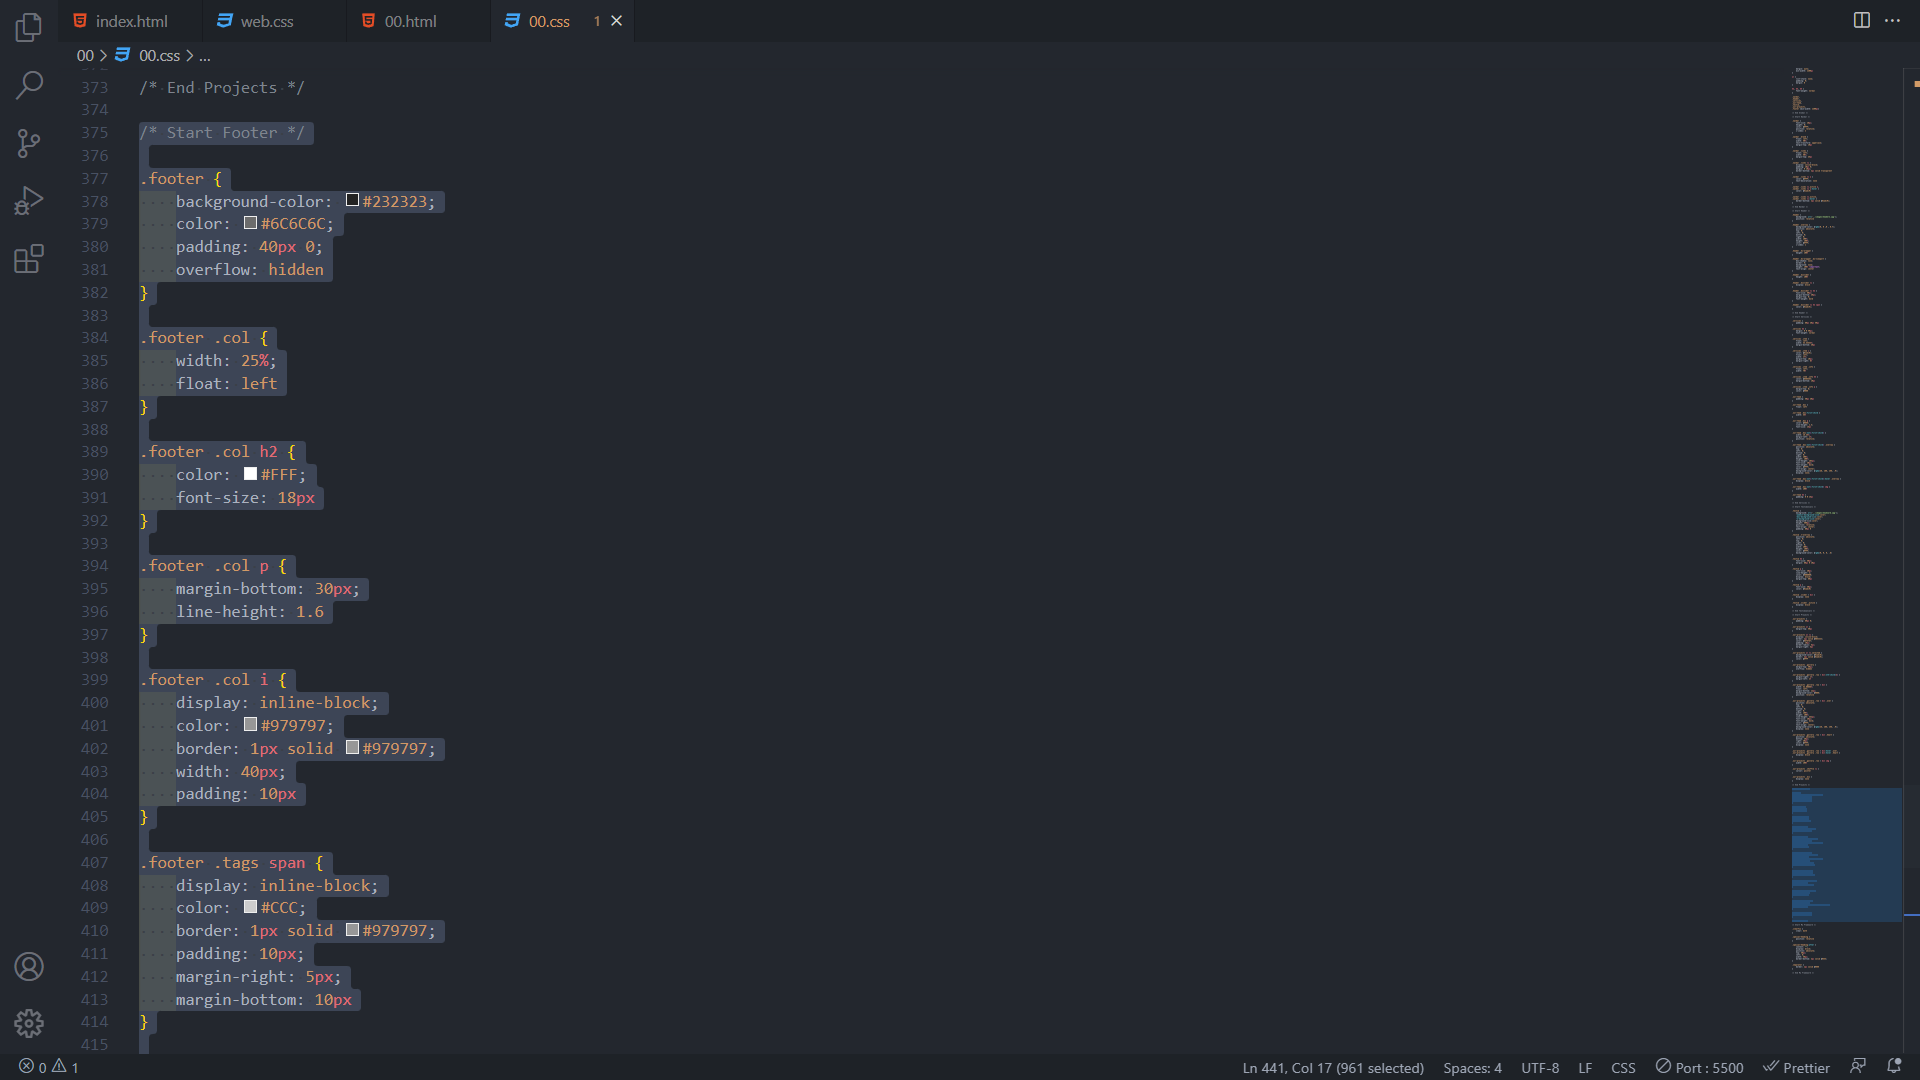 index.html
web.css
00.html
00.css 1
00 > 00.css > ...
373 /* End Projects */
374
375 /* Start Footer */
376
377 .footer {
378 background-color: #232323;
379 color: #6C6C6C;
380 padding: 40px 0;
381 overflow: hidden
382 }
383
384 .footer .col {
385 width: 25%;
386 float: left
387 }
388
389 .footer .col h2 {
390 color: #FFF;
391 font-size: 18px
392 }
393
394 .footer .col p {
395 margin-bottom: 30px;
396 line-height: 1.6
397 }
398
399 .footer .col i {
400 display: inline-block;
401 color: #979797;
402 border: 1px solid #979797;
403 width: 40px;
404 padding: 10px
405 }
406
407 .footer .tags span {
408 display: inline-block;
409 color: #CCC;
410 border: 1px solid #979797;
411 padding: 10px;
412 margin-right: 5px;
413 margin-bottom: 10px
414 }
415
0 1 Ln 441, Col 17 (961 selected) Spaces: 4 UTF-8 LF CSS Port : 5500 Prettier